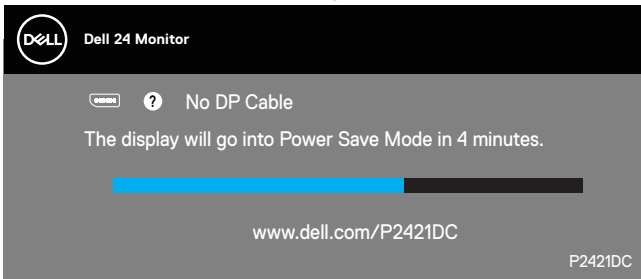 DELL
Dell 24 Monitor
? No DP Cable
The display will go into Power Save Mode in 4 minutes.
www.dell.com/P2421DC
P2421DC